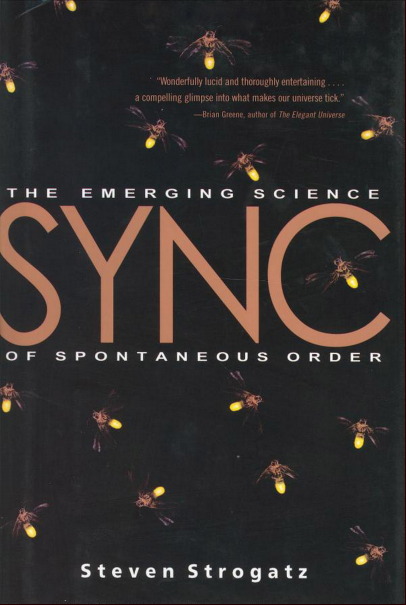 "Wonderfully lucid and thoroughly entertaining . . . .
a compelling glimpse into what makes our universe tick."
—Brian Greene, author of The Elegant Universe
THE EMERGING SCIENCE
SYNC
OF SPONTANEOUS ORDER
Steven Strogatz